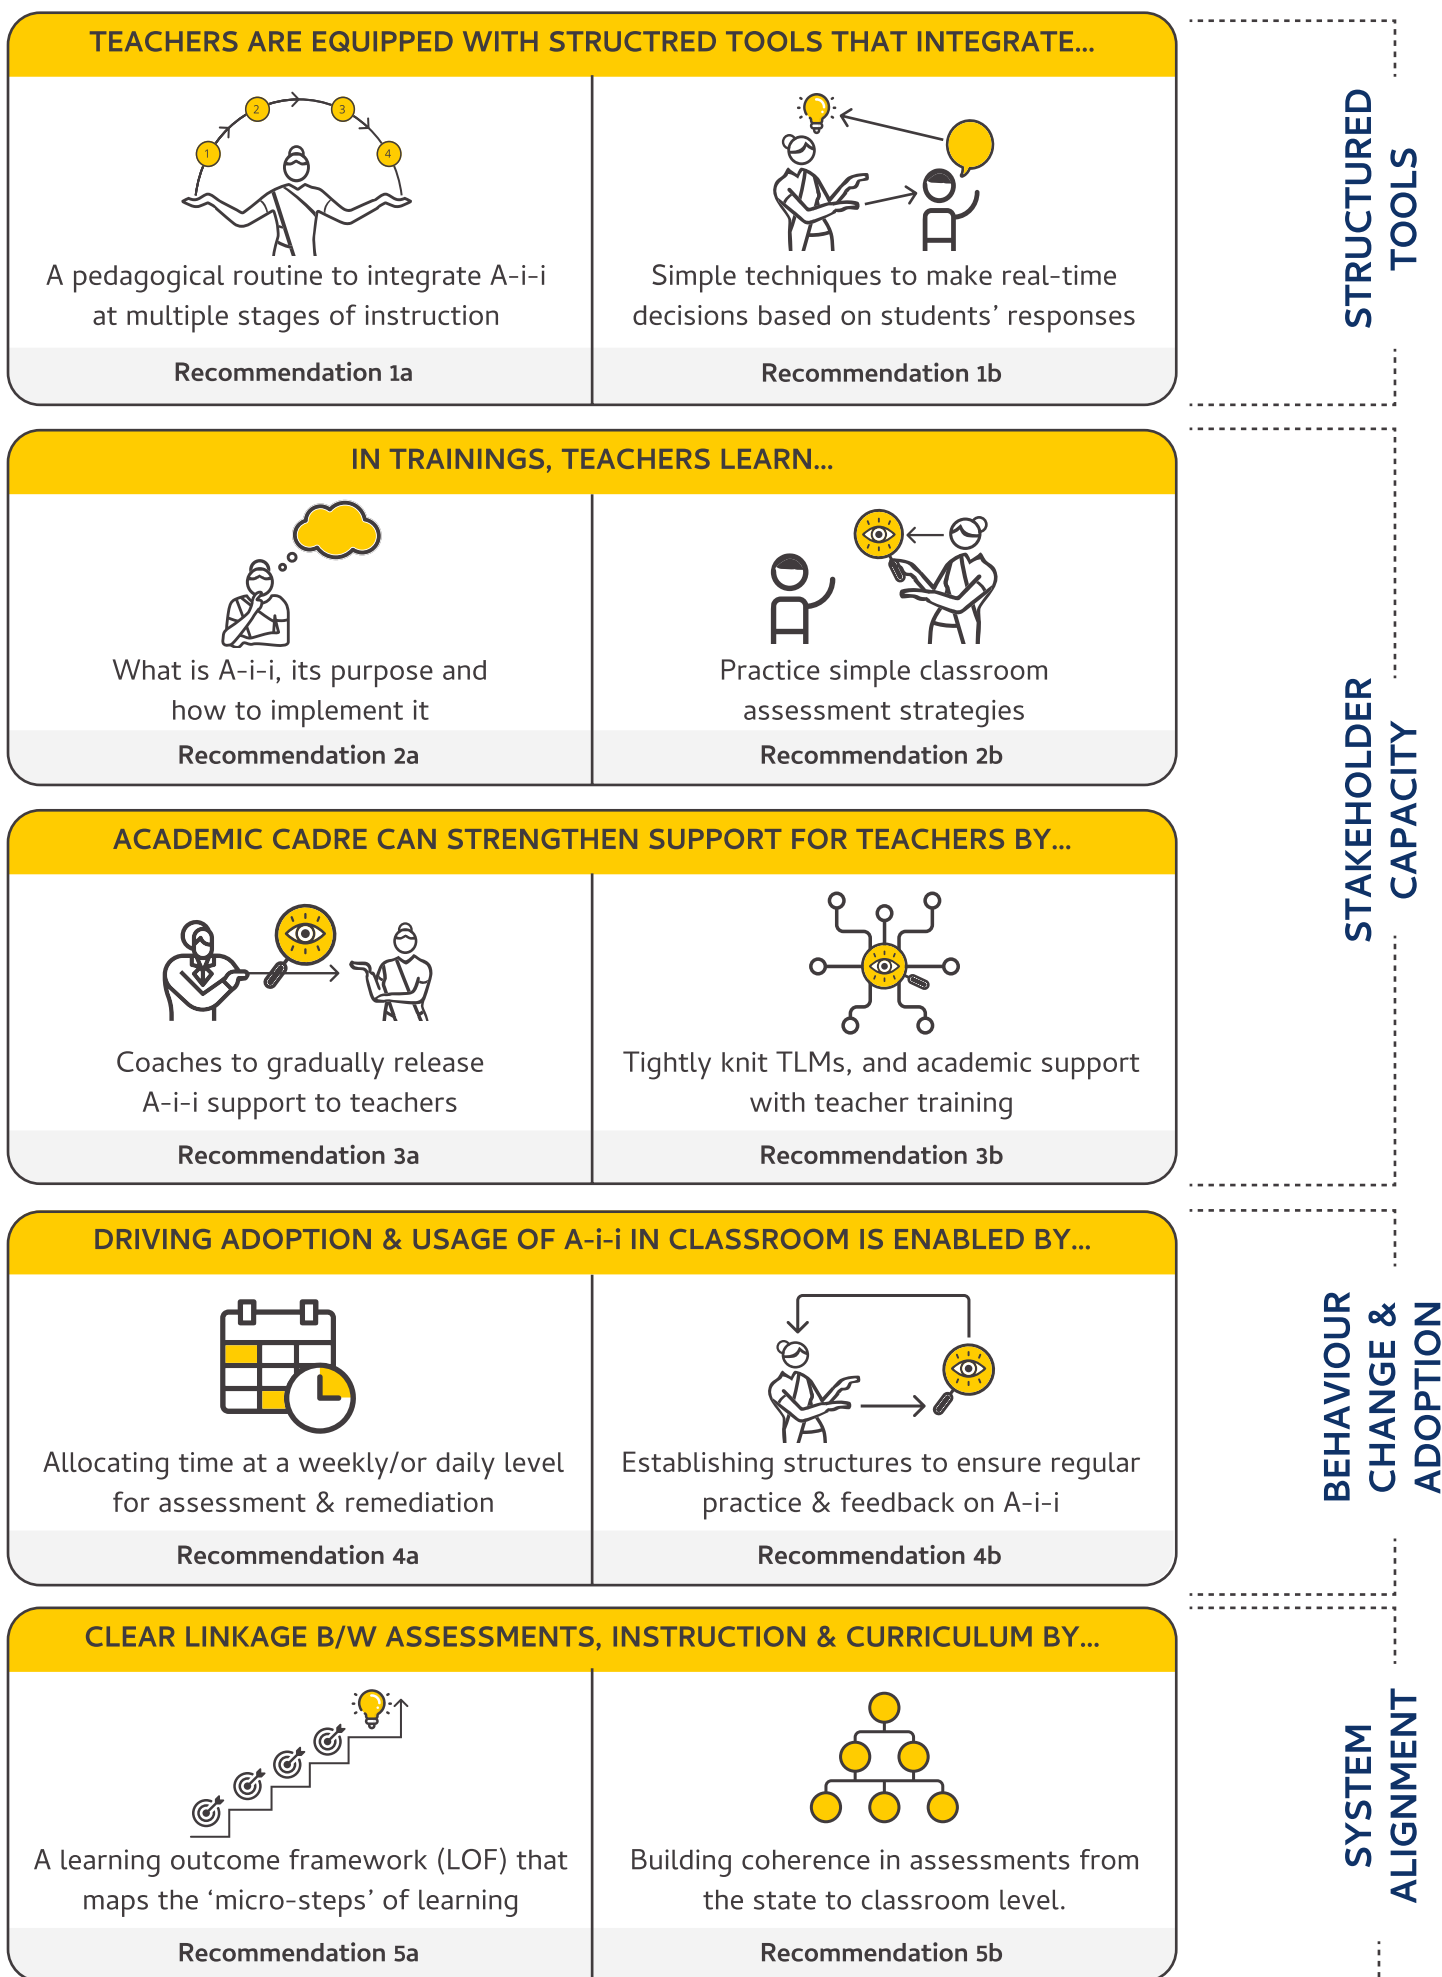 TEACHERS ARE EQUIPPED WITH STRUCTRED TOOLS THAT INTEGRATE...
1
2
3
4
A pedagogical routine to integrate A-i-i
at multiple stages of instruction
Recommendation 1a
Simple techniques to make real-time
decisions based on students’ responses
Recommendation 1b
STRUCTURED
TOOLS
IN TRAININGS, TEACHERS LEARN...
What is A-i-i, its purpose and
how to implement it
Recommendation 2a
Practice simple classroom
assessment strategies
Recommendation 2b
ACADEMIC CADRE CAN STRENGTHEN SUPPORT FOR TEACHERS BY...
Coaches to gradually release
A-i-i support to teachers
Recommendation 3a
Tightly knit TLMs, and academic support
with teacher training
Recommendation 3b
STAKEHOLDER
CAPACITY
DRIVING ADOPTION & USAGE OF A-i-i IN CLASSROOM IS ENABLED BY...
Allocating time at a weekly/or daily level
for assessment & remediation
Recommendation 4a
Establishing structures to ensure regular
practice & feedback on A-i-i
Recommendation 4b
BEHAVIOUR
CHANGE &
ADOPTION
CLEAR LINKAGE B/W ASSESSMENTS, INSTRUCTION & CURRICULUM BY...
A learning outcome framework (LOF) that
maps the ‘micro-steps’ of learning
Recommendation 5a
Building coherence in assessments from
the state to classroom level.
Recommendation 5b
SYSTEM
ALIGNMENT